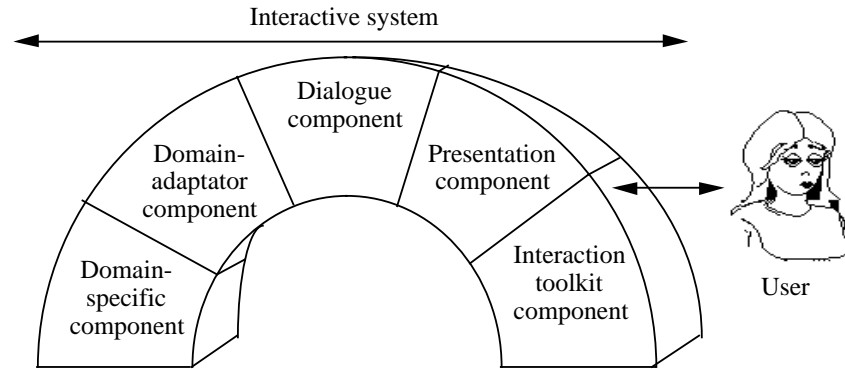 Interactive system
Dialogue
component
Domain-
adaptator
component
Presentation
component
Domain-
specific
component
Interaction
toolkit
component
User